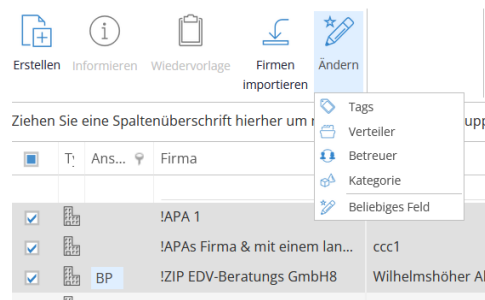 Erstellen Informieren Wiedervorlage Firmen importieren Ändern
Tags
Verteiler
Betreuer
Kategorie
Beliebiges Feld
Ziehen Sie eine Spaltenüberschrift hierher um
Ans... Firma
!APA 1
!APAs Firma & mit einem lan... ccc1
BP !ZIP EDV-Beratungs GmbH8 Wilhelmshöher